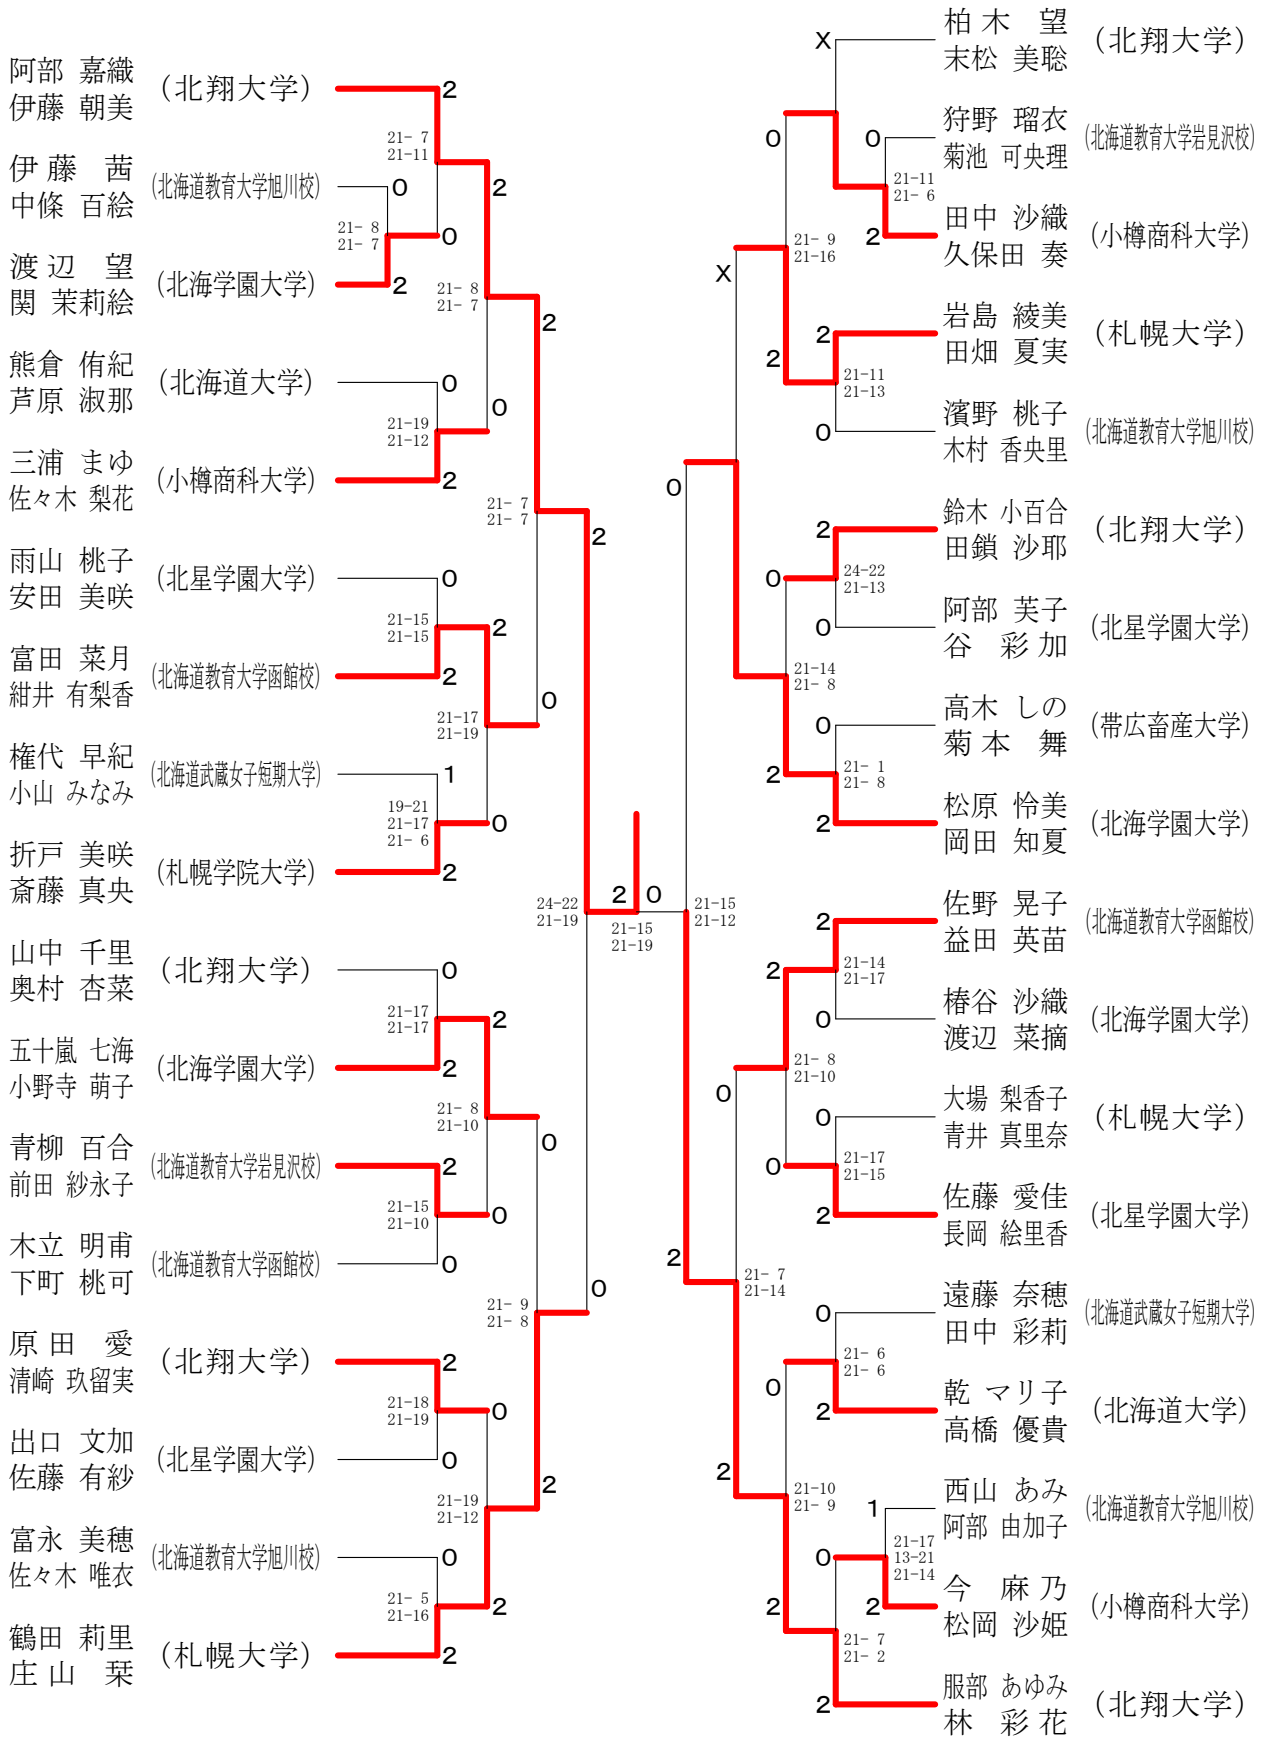 阿部 嘉織
伊藤 朝美
(北翔大学)
2
21- 7
21-11
伊藤 茜
中條 百絵
(北海道教育大学旭川校)
0
2
21- 8
21- 7
0
渡辺 望
関 茉莉絵
(北海学園大学)
2
21- 8
21- 7
2
熊倉 侑紀
芦原 淑那
(北海道大学)
0
21-19
21-12
0
三浦 まゆ
佐々木 梨花
(小樽商科大学)
2
21- 7
21- 7
2
雨山 桃子
安田 美咲
(北星学園大学)
0
21-15
21-15
2
富田 菜月
紺井 有梨香
(北海道教育大学函館校)
2
21-17
21-19
0
権代 早紀
小山 みなみ
(北海道武蔵女子短期大学)
1
19-21
21-17
21- 6
0
折戸 美咲
斎藤 真央
(札幌学院大学)
2
24-22
21-19
2
0
21-15
21-19
山中 千里
奥村 杏菜
(北翔大学)
0
21-17
21-17
2
五十嵐 七海
小野寺 萌子
(北海学園大学)
2
21- 8
21-10
0
青柳 百合
前田 紗永子
(北海道教育大学岩見沢校)
2
21-15
21-10
0
木立 明甫
下町 桃可
(北海道教育大学函館校)
0
21- 9
21- 8
0
原田 愛
清崎 玖留実
(北翔大学)
2
21-18
21-19
0
出口 文加
佐藤 有紗
(北星学園大学)
0
21-19
21-12
2
富永 美穂
佐々木 唯衣
(北海道教育大学旭川校)
0
21- 5
21-16
2
鶴田 莉里
庄山 栞
(札幌大学)
2
柏木 望
末松 美聡
(北翔大学)
X
狩野 瑠衣
菊池 可央理
(北海道教育大学岩見沢校)
0
0
21-11
21- 6
田中 沙織
久保田 奏
(小樽商科大学)
2
21- 9
21-16
X
岩島 綾美
田畑 夏実
(札幌大学)
2
2
21-11
21-13
濱野 桃子
木村 香央里
(北海道教育大学旭川校)
0
0
鈴木 小百合
田鎖 沙耶
(北翔大学)
2
0
24-22
21-13
阿部 芙子
谷 彩加
(北星学園大学)
0
21-14
21- 8
高木 しの
菊本 舞
(帯広畜産大学)
0
2
21- 1
21- 8
松原 怜美
岡田 知夏
(北海学園大学)
2
21-15
21-12
佐野 晃子
益田 英苗
(北海道教育大学函館校)
2
2
21-14
21-17
椿谷 沙織
渡辺 菜摘
(北海学園大学)
0
21- 8
21-10
0
大場 梨香子
青井 真里奈
(札幌大学)
0
0
21-17
21-15
佐藤 愛佳
長岡 絵里香
(北星学園大学)
2
2
21- 7
21-14
遠藤 奈穂
田中 彩莉
(北海道武蔵女子短期大学)
0
0
21- 6
21- 6
乾 マリ子
高橋 優貴
(北海道大学)
2
2
21-10
21- 9
西山 あみ
阿部 由加子
(北海道教育大学旭川校)
1
0
21-17
13-21
21-14
今 麻乃
松岡 沙姫
(小樽商科大学)
2
2
21- 7
21- 2
服部 あゆみ
林 彩花
(北翔大学)
2